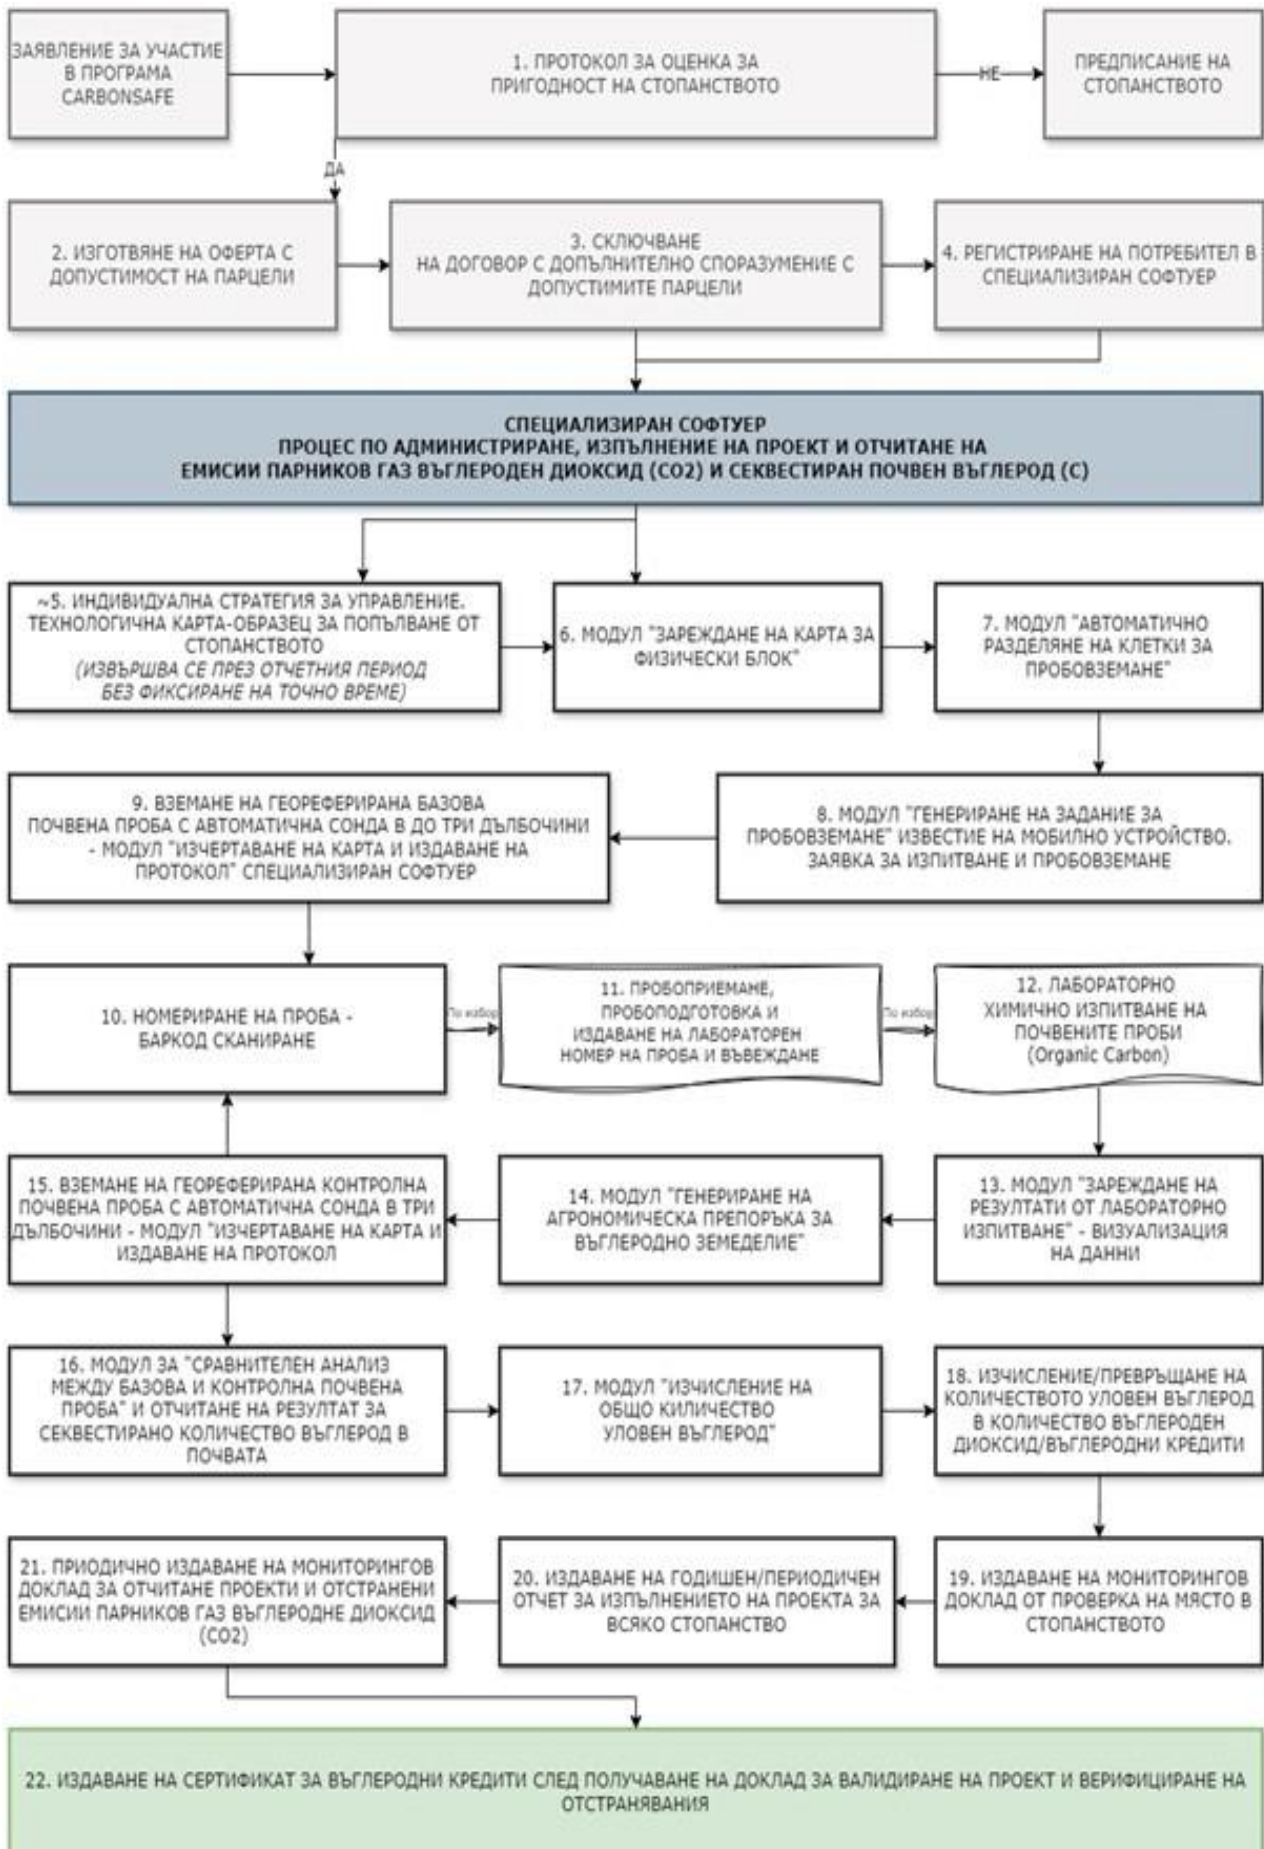 ЗАЯВЛЕНИЕ ЗА УЧАСТИЕ
В ПРОГРАМА
CARBONSAFE
1. ПРОТОКОЛ ЗА ОЦЕНКА ЗА
ПРИГОДНОСТ НА СТОПАНСТВОТО
НЕ
ПРЕДПИСАНИЕ НА
СТОПАНСТВОТО
ДА
2. ИЗГОТВЯНЕ НА ОФЕРТА С
ДОПУСТИМОСТ НА ПАРЦЕЛИ
3. СКЛЮЧВАНЕ
НА ДОГОВОР С ДОПЪЛНИТЕЛНО СПОРАЗУМЕНИЕ С
ДОПУСТИМИТЕ ПАРЦЕЛИ
4. РЕГИСТРИРАНЕ НА ПОТРЕБИТЕЛ В
СПЕЦИАЛИЗИРАН СОФТУЕР
СПЕЦИАЛИЗИРАН СОФТУЕР
ПРОЦЕС ПО АДМИНИСТРИРАНЕ, ИЗПЪЛНЕНИЕ НА ПРОЕКТ И ОТЧИТАНЕ НА
ЕМИСИИ ПАРНИКОВ ГАЗ ВЪГЛЕРОДЕН ДИОКСИД (CO2) И СЕКВЕСТИРАН ПОЧВЕН ВЪГЛЕРОД (C)
~5. ИНДИВИДУАЛНА СТРАТЕГИЯ ЗА УПРАВЛЕНИЕ.
ТЕХНОЛОГИЧНА КАРТА-ОБРАЗЕЦ ЗА ПОПЪЛВАНЕ ОТ
СТОПАНСТВОТО
(ИЗВЪРШВА СЕ ПРЕЗ ОТЧЕТНИЯ ПЕРИОД
БЕЗ ФИКСИРАНЕ НА ТОЧНО ВРЕМЕ)
6. МОДУЛ "ЗАРЕЖДАНЕ НА КАРТА ЗА
ФИЗИЧЕСКИ БЛОК"
7. МОДУЛ "АВТОМАТИЧНО
РАЗДЕЛЯНЕ НА КЛЕТКИ ЗА
ПРОБОВЗЕМАНЕ"
9. ВЗЕМАНЕ НА ГЕОРЕФЕРИРАНА БАЗОВА
ПОЧВЕНА ПРОБА С АВТОМАТИЧНА СОНДА В ДО ТРИ ДЪЛБОЧИНИ
- МОДУЛ "ИЗЧЕРТАВАНЕ НА КАРТА И ИЗДАВАНЕ НА
ПРОТОКОЛ" СПЕЦИАЛИЗИРАН СОФТУЕР
8. МОДУЛ "ГЕНЕРИРАНЕ НА ЗАДАНИЕ ЗА
ПРОБОВЗЕМАНЕ" ИЗВЕСТИЕ НА МОБИЛНО УСТРОЙСТВО.
ЗАЯВКА ЗА ИЗПИТВАНЕ И ПРОБОВЗЕМАНЕ
10. НОМЕРИРАНЕ НА ПРОБА -
БАРКОД СКАНИРАНЕ
По избор
11. ПРОБОПРИЕМАНЕ,
ПРОБОПОДГОТОВКА И
ИЗДАВАНЕ НА ЛАБОРАТОРЕН
НОМЕР НА ПРОБА И ВЪВЕЖДАНЕ
По избор
12. ЛАБОРАТОРНО
ХИМИЧНО ИЗПИТВАНЕ НА
ПОЧВЕНИТЕ ПРОБИ
(Organic Carbon)
15. ВЗЕМАНЕ НА ГЕОРЕФЕРИРАНА КОНТРОЛНА
ПОЧВЕНА ПРОБА С АВТОМАТИЧНА СОНДА В ТРИ
ДЪЛБОЧИНИ - МОДУЛ "ИЗЧЕРТАВАНЕ НА КАРТА И
ИЗДАВАНЕ НА ПРОТОКОЛ
14. МОДУЛ "ГЕНЕРИРАНЕ НА
АГРОНОМИЧЕСКА ПРЕПОРЪКА ЗА
ВЪГЛЕРОДНО ЗЕМЕДЕЛИЕ"
13. МОДУЛ "ЗАРЕЖДАНЕ НА
РЕЗУЛТАТИ ОТ ЛАБОРАТОРНО
ИЗПИТВАНЕ" - ВИЗУАЛИЗАЦИЯ
НА ДАННИ
16. МОДУЛ ЗА "СРАВНИТЕЛЕН АНАЛИЗ
МЕЖДУ БАЗОВА И КОНТРОЛНА ПОЧВЕНА
ПРОБА" И ОТЧИТАНЕ НА РЕЗУЛТАТ ЗА
СЕКВЕСТИРАНО КОЛИЧЕСТВО ВЪГЛЕРОД В
ПОЧВАТА
17. МОДУЛ "ИЗЧИСЛЕНИЕ НА
ОБЩО КИЛИЧЕСТВО
УЛОВЕН ВЪГЛЕРОД"
18. ИЗЧИСЛЕНИЕ/ПРЕВРЪЩАНЕ НА
КОЛИЧЕСТВОТО УЛОВЕН ВЪГЛЕРОД
В КОЛИЧЕСТВО ВЪГЛЕРОДЕН
ДИОКСИД/ВЪГЛЕРОДНИ КРЕДИТИ
21. ПРИОДИЧНО ИЗДАВАНЕ НА МОНИТОРИНГОВ
ДОКЛАД ЗА ОТЧИТАНЕ ПРОЕКТИ И ОТСТРАНЕНИ
ЕМИСИИ ПАРНИКОВ ГАЗ ВЪГЛЕРОДНЕ ДИОКСИД
(CO2)
20. ИЗДАВАНЕ НА ГОДИШЕН/ПЕРИОДИЧЕН
ОТЧЕТ ЗА ИЗПЪЛНЕНИЕТО НА ПРОЕКТА ЗА
ВСЯКО СТОПАНСТВО
19. ИЗДАВАНЕ НА МОНИТОРИНГОВ
ДОКЛАД ОТ ПРОВЕРКА НА МЯСТО В
СТОПАНСТВОТО
22. ИЗДАВАНЕ НА СЕРТИФИКАТ ЗА ВЪГЛЕРОДНИ КРЕДИТИ СЛЕД ПОЛУЧАВАНЕ НА ДОКЛАД ЗА ВАЛИДИРАНЕ НА ПРОЕКТ И ВЕРИФИЦИРАНЕ НА
ОТСТРАНЯВАНИЯ